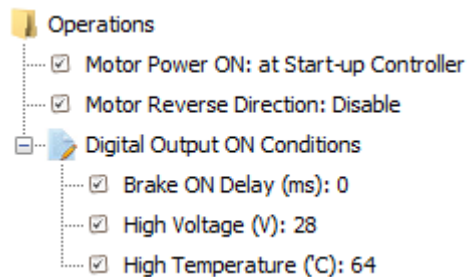 Operations
Motor Power ON: at Start-up Controller
Motor Reverse Direction: Disable
Digital Output ON Conditions
Brake ON Delay (ms): 0
High Voltage (V): 28
High Temperature ('C): 64